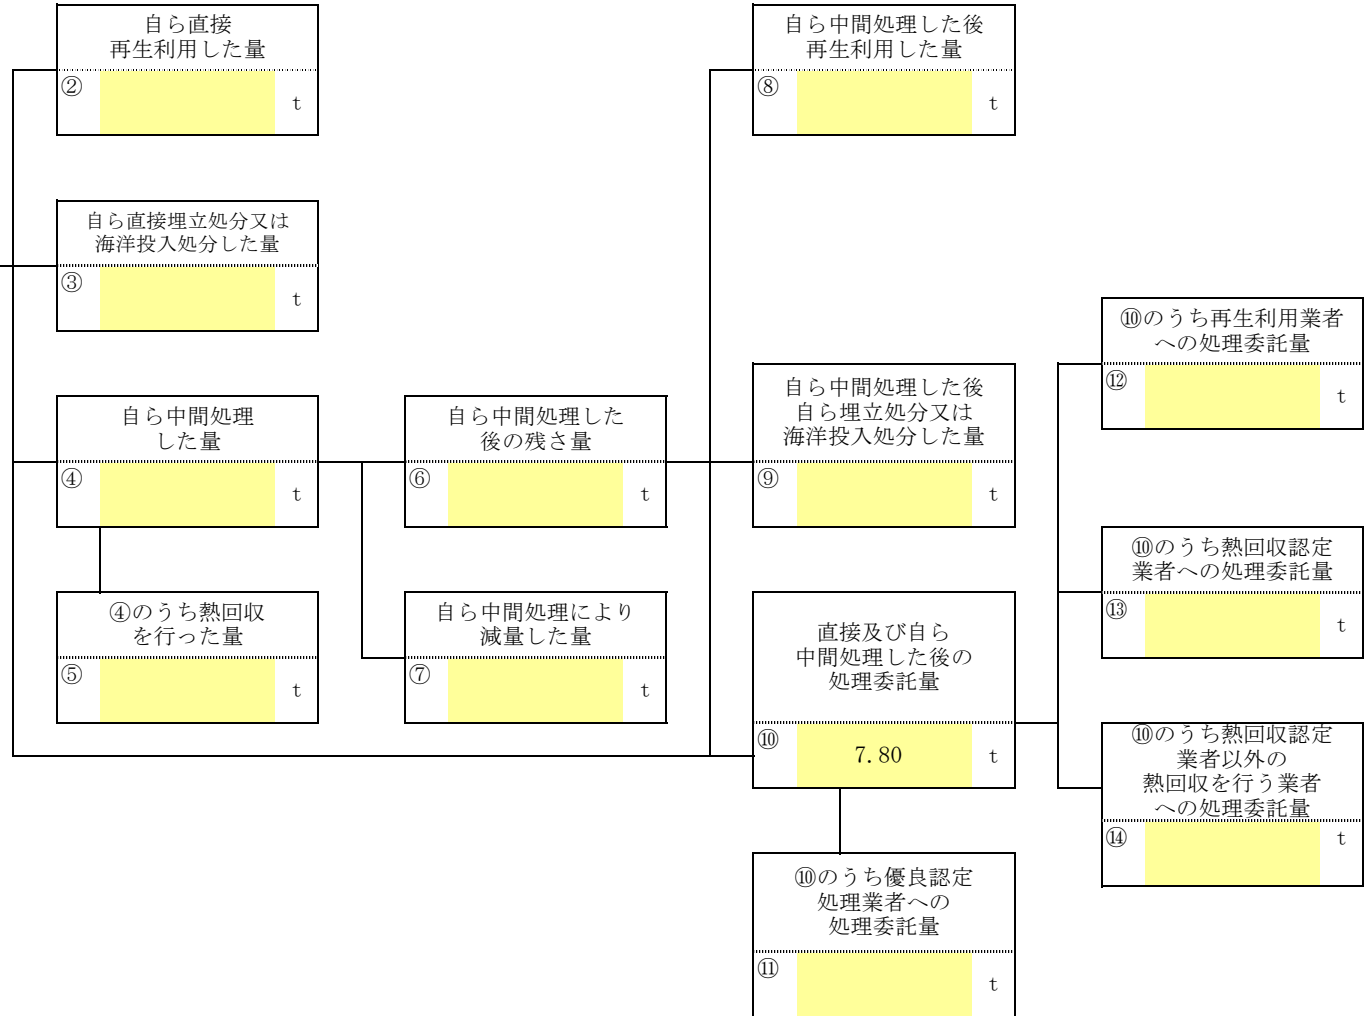 自ら直接
再生利用した量
②
t
自ら中間処理した後
再生利用した量
⑧
t
自ら直接埋立処分又は
海洋投入処分した量
③
t
⑩のうち再生利用業者
への処理委託量
⑫
t
自ら中間処理
した量
④
t
自ら中間処理した
後の残さ量
⑥
t
自ら中間処理した後
自ら埋立処分又は
海洋投入処分した量
⑨
t
⑩のうち熱回収認定
業者への処理委託量
⑬
t
④のうち熱回収
を行った量
⑤
t
自ら中間処理により
減量した量
⑦
t
直接及び自ら
中間処理した後の
処理委託量
⑩
7.80
t
⑩のうち熱回収認定
業者以外の
熱回収を行う業者
への処理委託量
⑭
t
⑩のうち優良認定
処理業者への
処理委託量
⑪
t